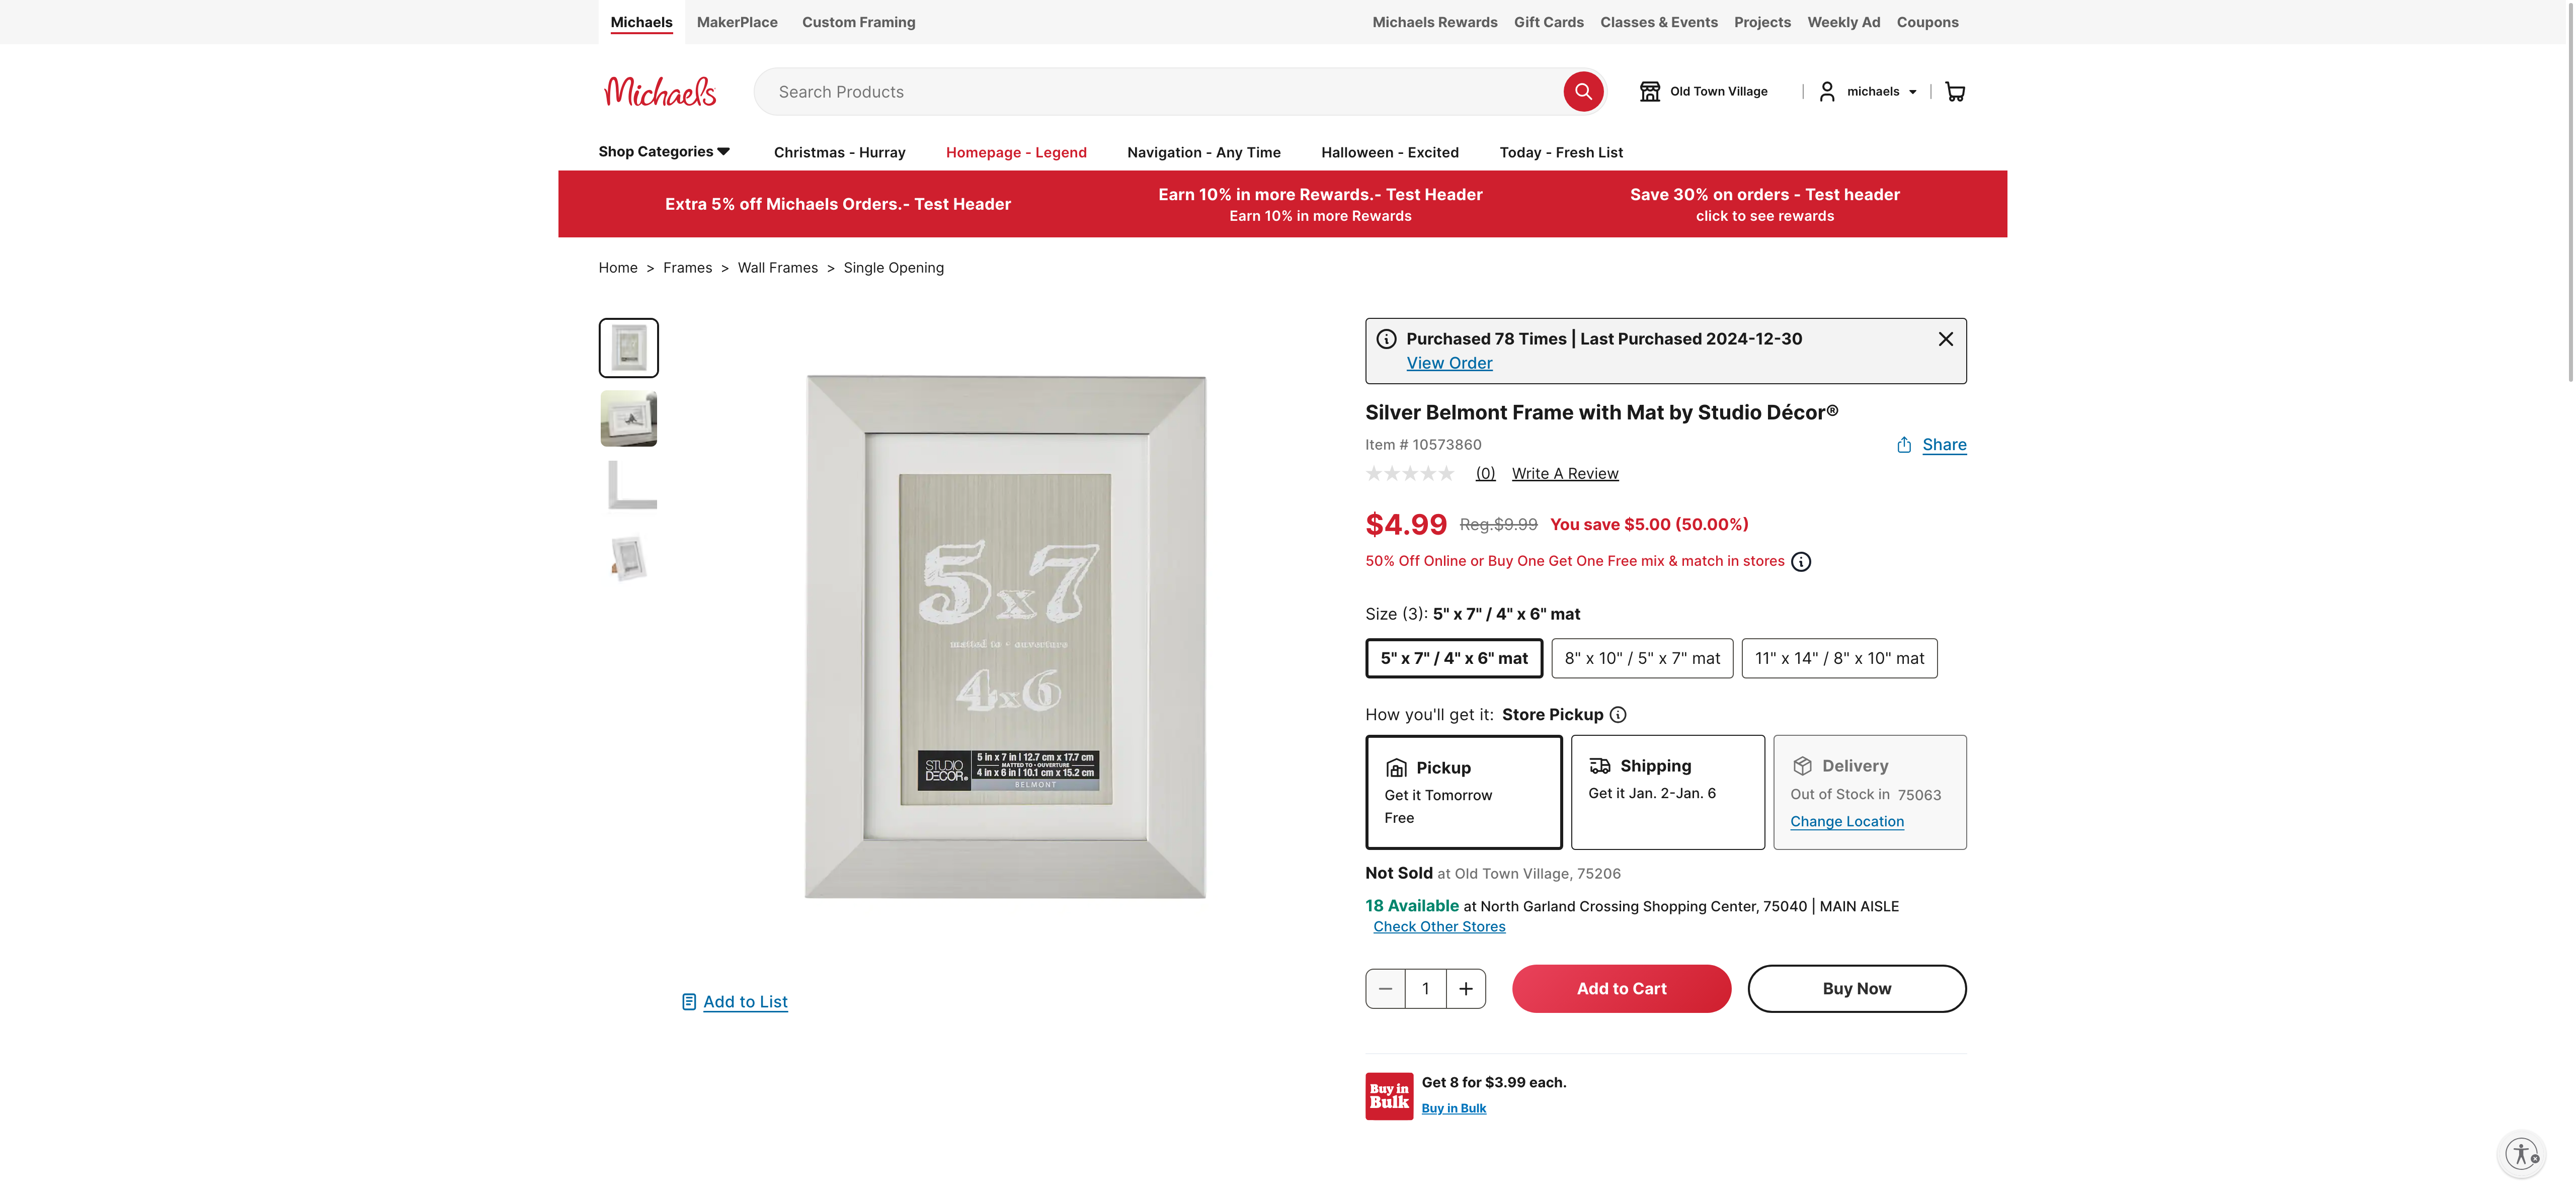 Michaels MakerPlace Custom Framing Michaels Rewards Gift Cards Classes & Events Projects Weekly Ad Coupons
Michaels Search Products Old Town Village | michaels |
Shop Categories Christmas - Hurray Homepage - Legend Navigation - Any Time Halloween - Excited Today - Fresh List
Extra 5% off Michaels Orders.- Test Header
Earn 10% in more Rewards.- Test Header
Earn 10% in more Rewards
Save 30% on orders - Test header
click to see rewards
Home > Frames > Wall Frames > Single Opening
5x7
matted to • ouverture
4x6
STUDIO
DECOR®
5 in x 7 in | 12.7 cm x 17.7 cm
MATTED TO • OUVERTURE
4 in x 6 in | 10.1 cm x 15.2 cm
BELMONT
Add to List
Purchased 78 Times | Last Purchased 2024-12-30
View Order
Silver Belmont Frame with Mat by Studio Décor®
Item # 10573860 Share
(0) Write A Review
$4.99 Reg.$9.99 You save $5.00 (50.00%)
50% Off Online or Buy One Get One Free mix & match in stores
Size (3): 5" x 7" / 4" x 6" mat
5" x 7" / 4" x 6" mat 8" x 10" / 5" x 7" mat 11" x 14" / 8" x 10" mat
How you'll get it: Store Pickup
Pickup
Get it Tomorrow
Free
Shipping
Get it Jan. 2-Jan. 6
Delivery
Out of Stock in 75063
Change Location
Not Sold at Old Town Village, 75206
18 Available at North Garland Crossing Shopping Center, 75040 | MAIN AISLE
Check Other Stores
1 Add to Cart Buy Now
Buy in
Bulk
Get 8 for $3.99 each.
Buy in Bulk